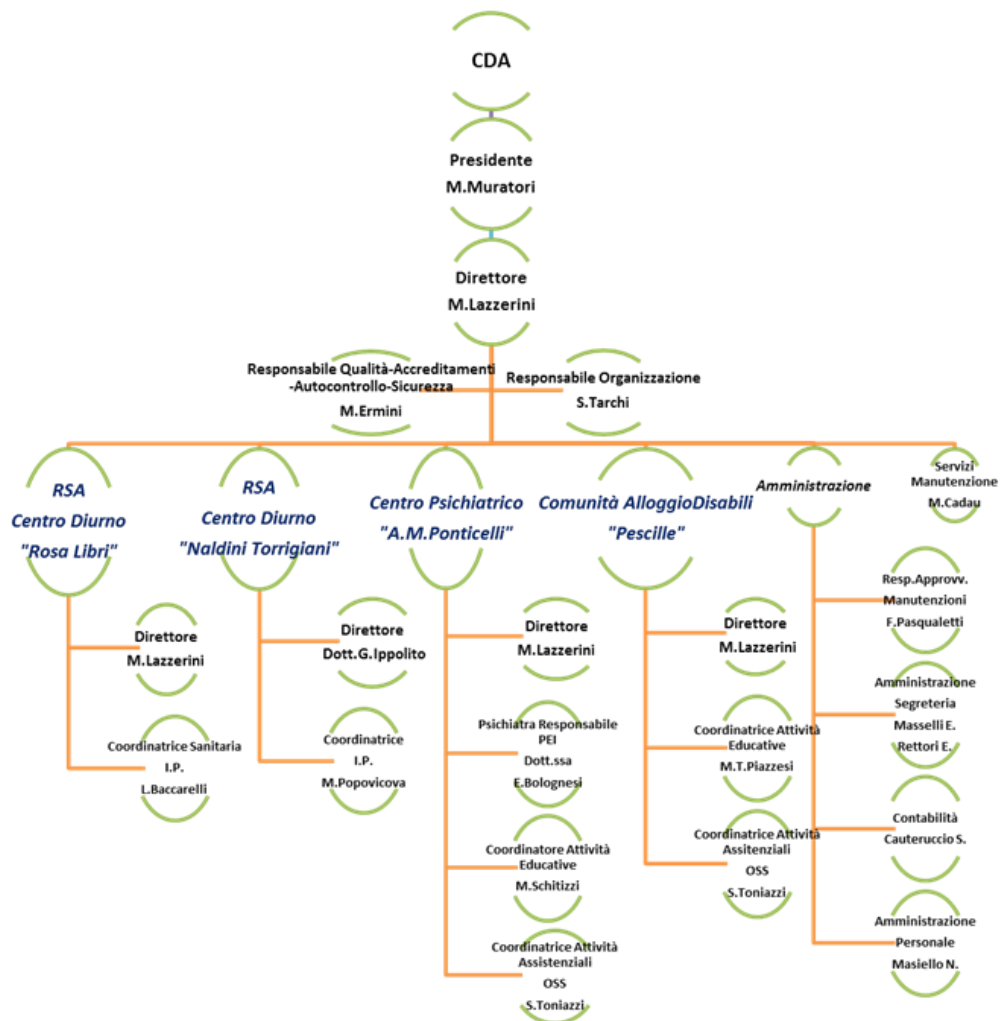 CDA
Presidente
M.Muratori
Direttore
M.Lazzerini
Responsabile Qualità-Accreditamenti
-Autocontrollo-Sicurezza
M.Ermini
Responsabile Organizzazione
S.Tarchi
RSA
Centro Diurno
"Rosa Libri"
Direttore
M.Lazzerini
Coordinatrice Sanitaria
I.P.
L.Baccarelli
RSA
Centro Diurno
"Naldini Torrigiani"
Direttore
Dott.G.Ippolito
Coordinatrice
I.P.
M.Popovicova
Centro Psichiatrico
"A.M.Ponticelli"
Direttore
M.Lazzerini
Psichiatra Responsabile
PEI
Dott.ssa
E.Bolognesi
Coordinatore Attività
Educative
M.Schitizzi
Coordinatrice Attività
Assistenziali
OSS
S.Toniazzi
Comunità AlloggioDisabili
"Pescille"
Direttore
M.Lazzerini
Coordinatrice Attività
Educative
M.T.Piazzesi
Coordinatrice Attività
Assitenziali
OSS
S.Toniazzi
Amministrazione
Resp.Approvv.
Manutenzioni
F.Pasqualetti
Amministrazione
Segreteria
Masselli E.
Rettori E.
Contabilità
Cauteruccio S.
Amministrazione
Personale
Masiello N.
Servizi
Manutenzione
M.Cadau